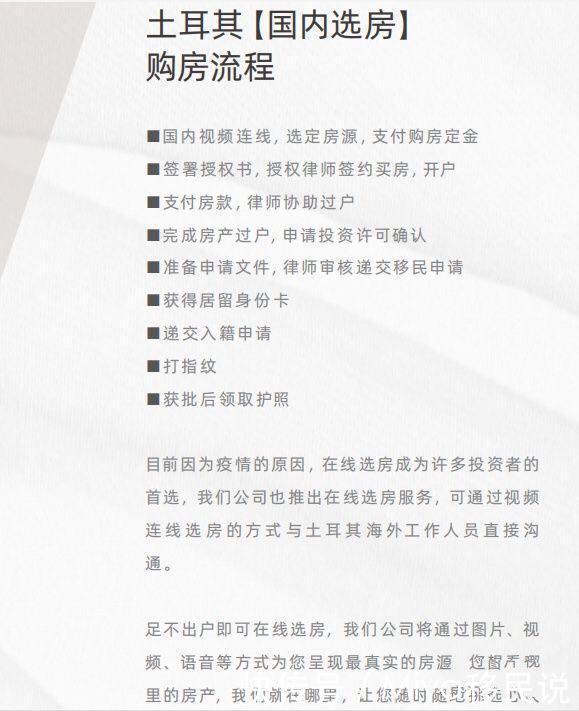 土耳其【国内选房】
购房流程
■国内视频连线,选定房源,支付购房定金
■签署授权书,授权律师签约买房,开户
■支付房款,律师协助过户
■完成房产过户,申请投资许可确认
■准备申请文件,律师审核递交移民申请
■获得居留身份卡
■递交入籍申请
■打指纹
■获批后领取护照
目前因为疫情的原因,在线选房成为许多投资者的
首选,我们公司也推出在线选房服务,可通过视频
连线选房的方式与土耳其海外工作人员直接沟
通。
足不出户即可在线选房,我们公司将通过图片、视
频、语音等方式为您呈现最真实的房源 您想看哪
里的房产,我们就在哪里,让您随时随地
移民说